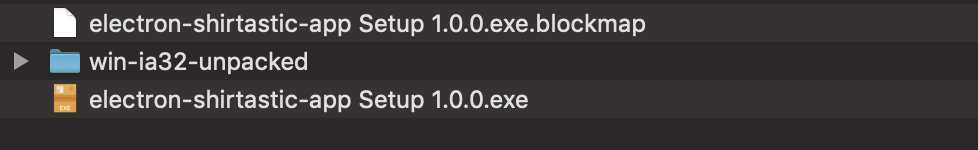 electron-shirtastic-app Setup 1.0.0.exe.blockmap
win-ia32-unpacked
electron-shirtastic-app Setup 1.0.0.exe
EXE